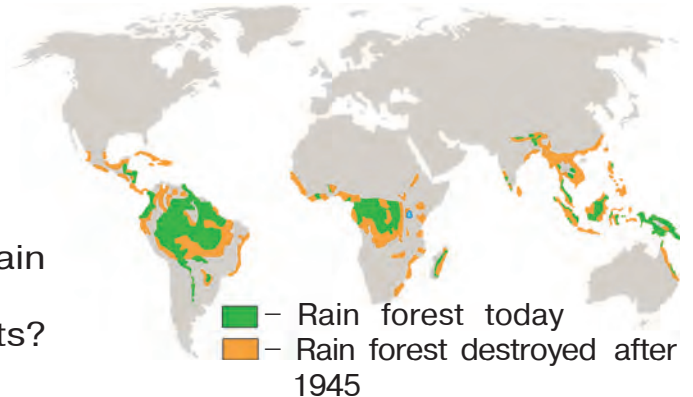 ain
ts?
– Rain forest today
– Rain forest destroyed after
1945